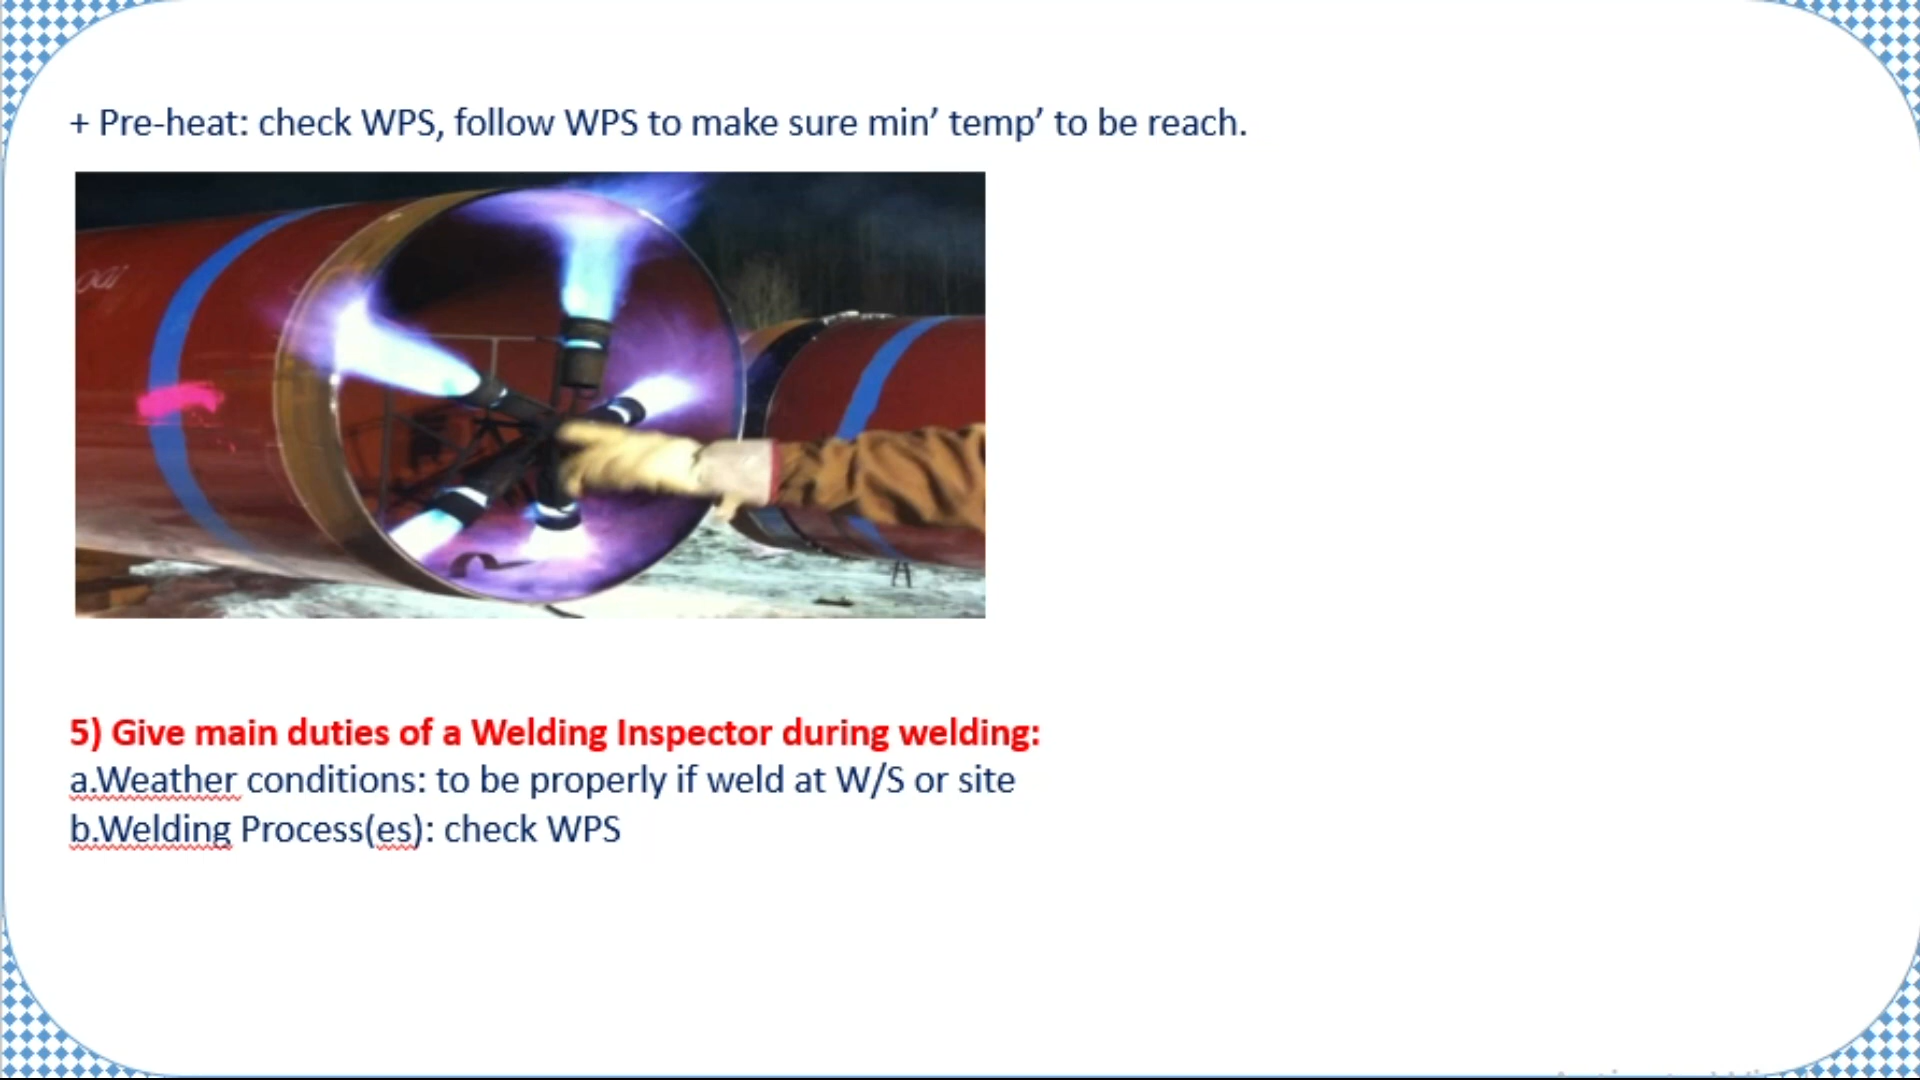 + Pre-heat: check WPS, follow WPS to make sure min’ temp’ to be reach.
5) Give main duties of a Welding Inspector during welding:
a.Weather conditions: to be properly if weld at W/S or site
b.Welding Process(es): check WPS